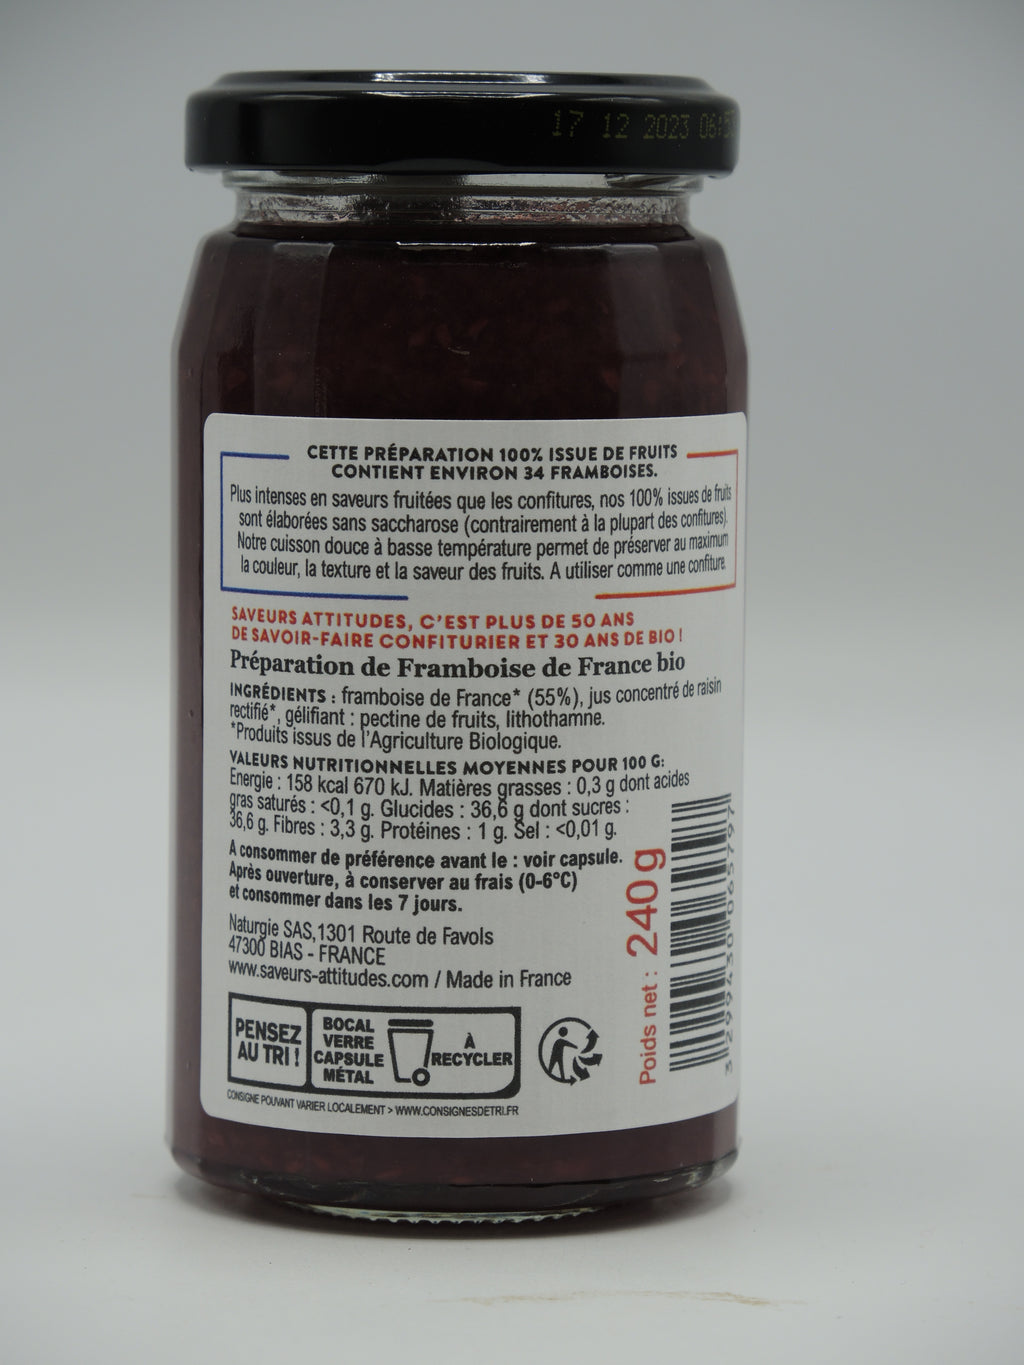 17 12 2023 06:5
CETTE PRÉPARATION 100% ISSUE DE FRUITS
CONTIENT ENVIRON 34 FRAMBOISES.
Plus intenses en saveurs fruitées que les confitures, nos 100% issues de fruits
sont élaborées sans saccharose (contrairement à la plupart des confitures).
Notre cuisson douce à basse température permet de préserver au maximum
la couleur, la texture et la saveur des fruits. A utiliser comme une confiture.
SAVEURS ATTITUDES, C'EST PLUS DE 50 ANS
DE SAVOIR-FAIRE CONFITURIER ET 30 ANS DE BIO !
Préparation de Framboise de France bio
INGRÉDIENTS : framboise de France* (55%), jus concentré de raisin
rectifié*, gélifiant : pectine de fruits, lithothamne.
*Produits issus de l'Agriculture Biologique.
VALEURS NUTRITIONNELLES MOYENNES POUR 100 G:
Energie : 158 kcal 670 kJ. Matières grasses : 0,3 g dont acides
gras saturés : <0,1 g. Glucides : 36,6 g dont sucres :
36,6 g. Fibres : 3,3 g. Protéines : 1 g. Sel : <0,01 g.
A consommer de préférence avant le : voir capsule.
Après ouverture, à conserver au frais (0-6°C)
et consommer dans les 7 jours.
Naturgie SAS,1301 Route de Favols
47300 BIAS - FRANCE
www.saveurs-attitudes.com / Made in France
PENSEZ
AU TRI !
BOCAL
VERRE
CAPSULE
MÉTAL
À
RECYCLER
CONSIGNE POUVANT VARIER LOCALEMENT > WWW.CONSIGNESDETRI.FR
Poids net : 240 g
3 299430 065797